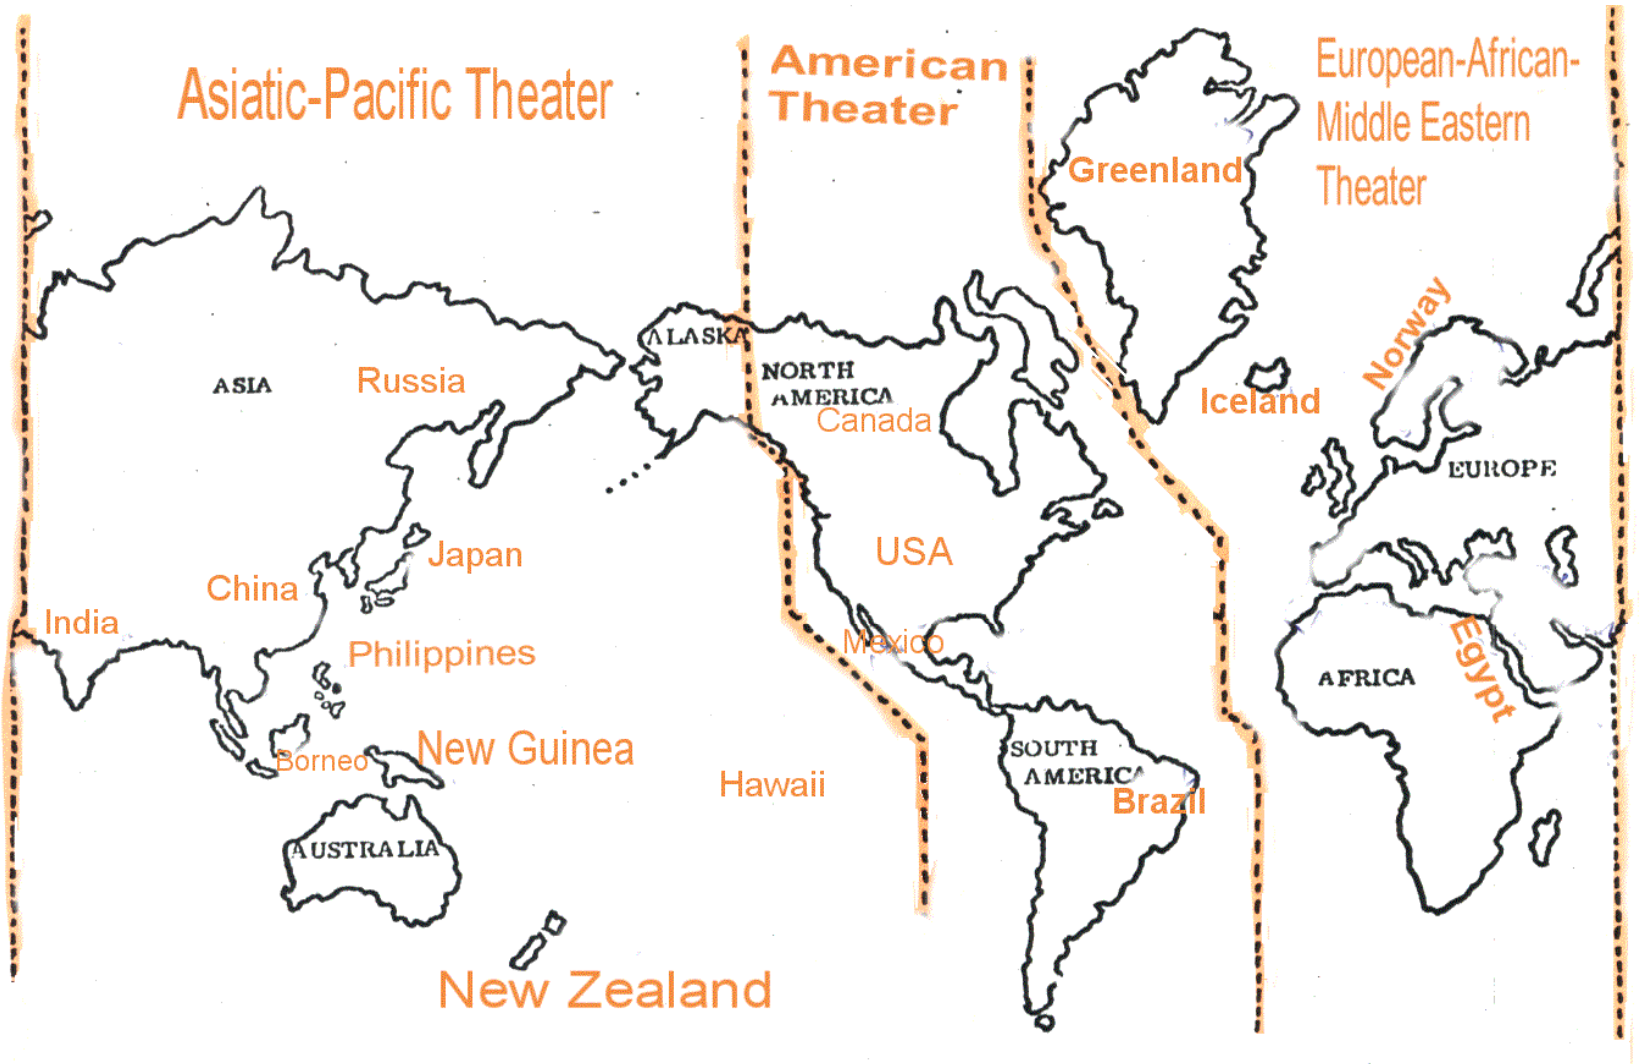 Asiatic-Pacific Theater
American
Theater
European-African-
Middle Eastern
Theater
Greenland
ALASKA
NORTH
AMERICA
Canada
ASIA
Russia
Norway
Iceland
EUROPE
USA
Japan
China
India
Mexico
Philippines
Egypt
AFRICA
New Guinea
Borneo
Hawaii
SOUTH
AMERICA
Brazil
AUSTRALIA
New Zealand